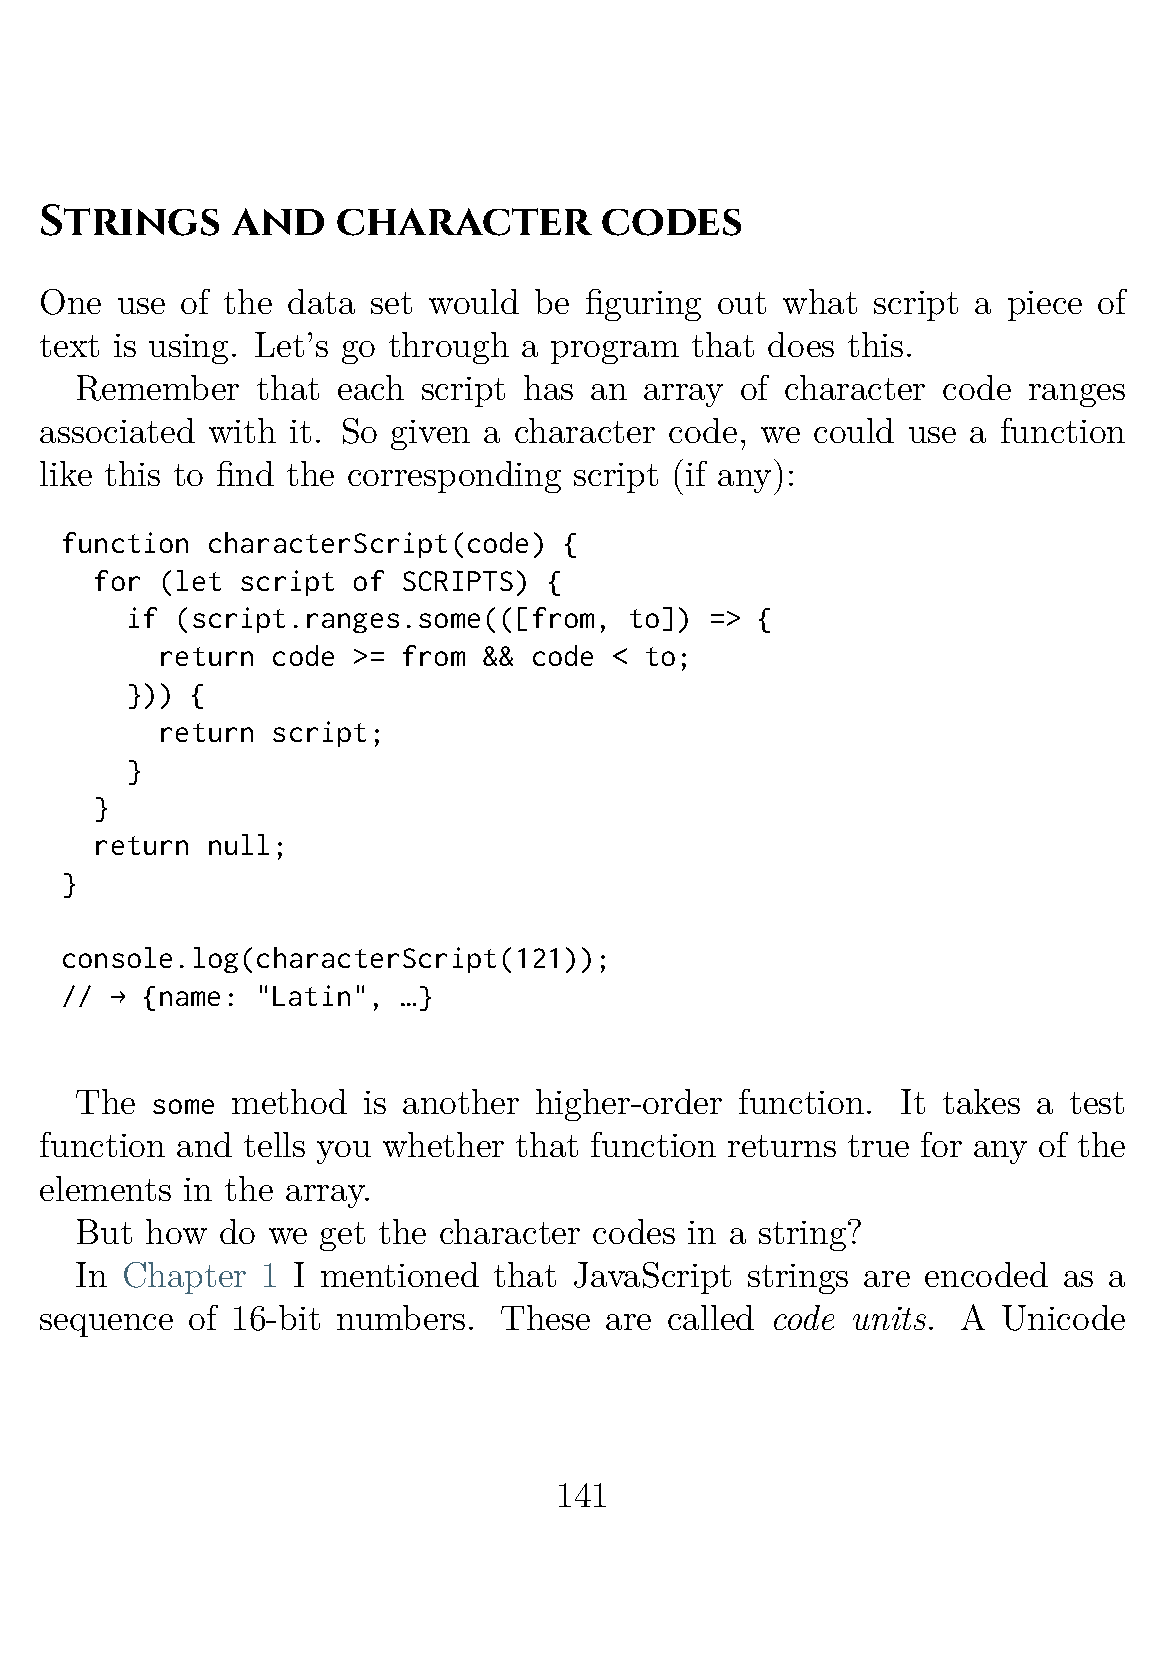 Strings and character codes
One use of the data set would be figuring out what script a piece of
text is using. Let's go through a program that does this.
Remember that each script has an array of character code ranges
associated with it. So given a character code, we could use a function
like this to find the corresponding script (if any):
function characterScript(code) {
  for (let script of SCRIPTS) {
    if (script.ranges.some(([from, to]) => {
      return code >= from && code < to;
    })) {
      return script;
    }
  }
  return null;
}
console.log(characterScript(121));
// → {name: "Latin", …}
The some method is another higher-order function. It takes a test
function and tells you whether that function returns true for any of the
elements in the array.
But how do we get the character codes in a string?
In Chapter 1 I mentioned that JavaScript strings are encoded as a
sequence of 16-bit numbers. These are called code units. A Unicode
141